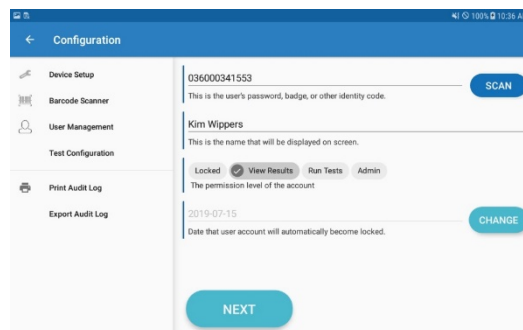 100% 10:36 A
Configuration
Device Setup
Barcode Scanner
User Management
Test Configuration
Print Audit Log
Export Audit Log
036000341553
SCAN
This is the user's password, badge, or other identity code.
Kim Wippers
This is the name that will be displayed on screen.
Locked View Results Run Tests Admin
The permission level of the account
2019-07-15
CHANGE
Date that user account will automatically become locked.
NEXT